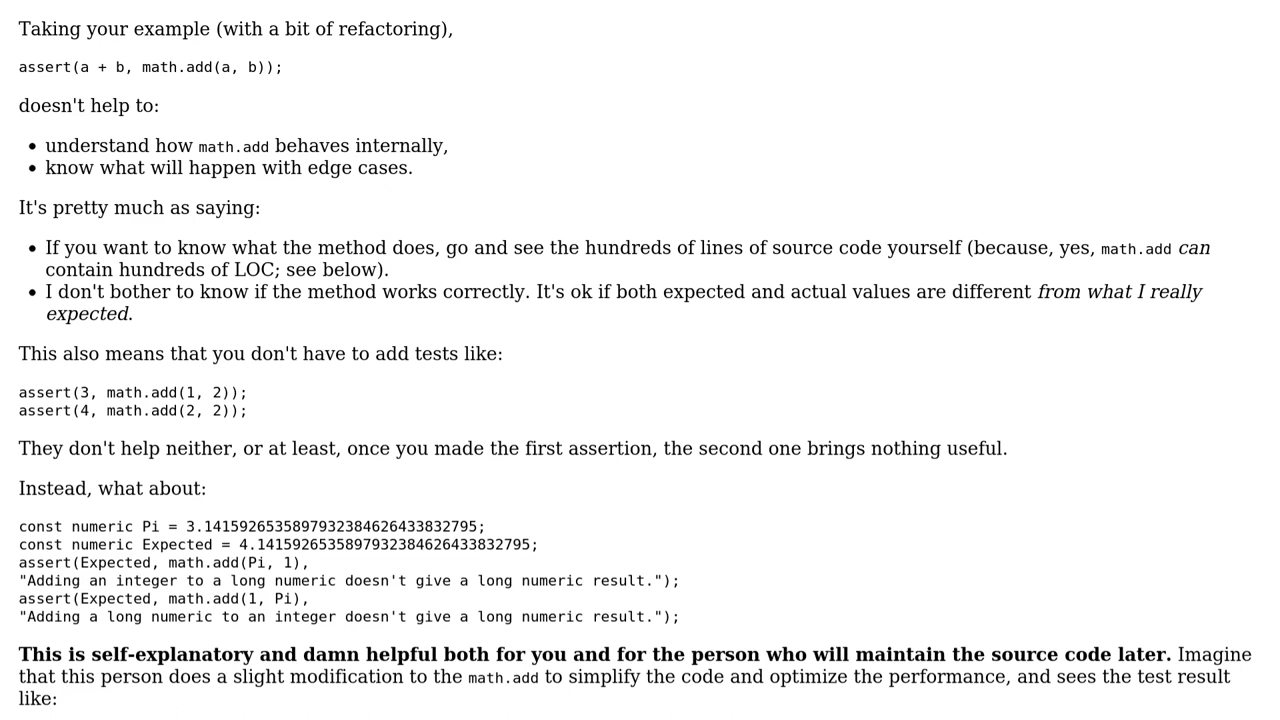 Taking your example (with a bit of refactoring),
assert(a + b, math.add(a, b));
doesn't help to:
• understand how math.add behaves internally,
• know what will happen with edge cases.
It's pretty much as saying:
• If you want to know what the method does, go and see the hundreds of lines of source code yourself (because, yes, math.add can
contain hundreds of LOC; see below).
• I don't bother to know if the method works correctly. It's ok if both expected and actual values are different from what I really
expected.
This also means that you don't have to add tests like:
assert(3, math.add(1, 2));
assert(4, math.add(2, 2));
They don't help neither, or at least, once you made the first assertion, the second one brings nothing useful.
Instead, what about:
const numeric Pi = 3.1415926535897932384626433832795;
const numeric Expected = 4.1415926535897932384626433832795;
assert(Expected, math.add(Pi, 1),
"Adding an integer to a long numeric doesn't give a long numeric result.");
assert(Expected, math.add(1, Pi),
"Adding a long numeric to an integer doesn't give a long numeric result.");
This is self-explanatory and damn helpful both for you and for the person who will maintain the source code later. Imagine
that this person does a slight modification to the math.add to simplify the code and optimize the performance, and sees the test result
like: